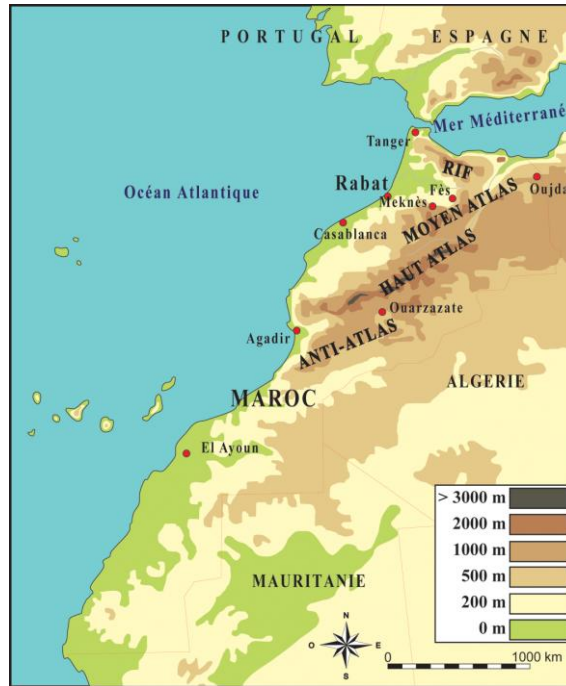 PORTUGAL
ESPAGNE
Mer Méditerrané
Tanger
RIF
Océan Atlantique
Rabat
Fès
Oujda
Meknès
MOYEN ATLAS
Casablanca
HAUT ATLAS
Ouarzazate
Agadir
ANTI-ATLAS
ALGERIE
MAROC
El Ayoun
> 3000 m
2000 m
1000 m
500 m
200 m
0 m
MAURITANIE
N
O E
S
0 1000 km